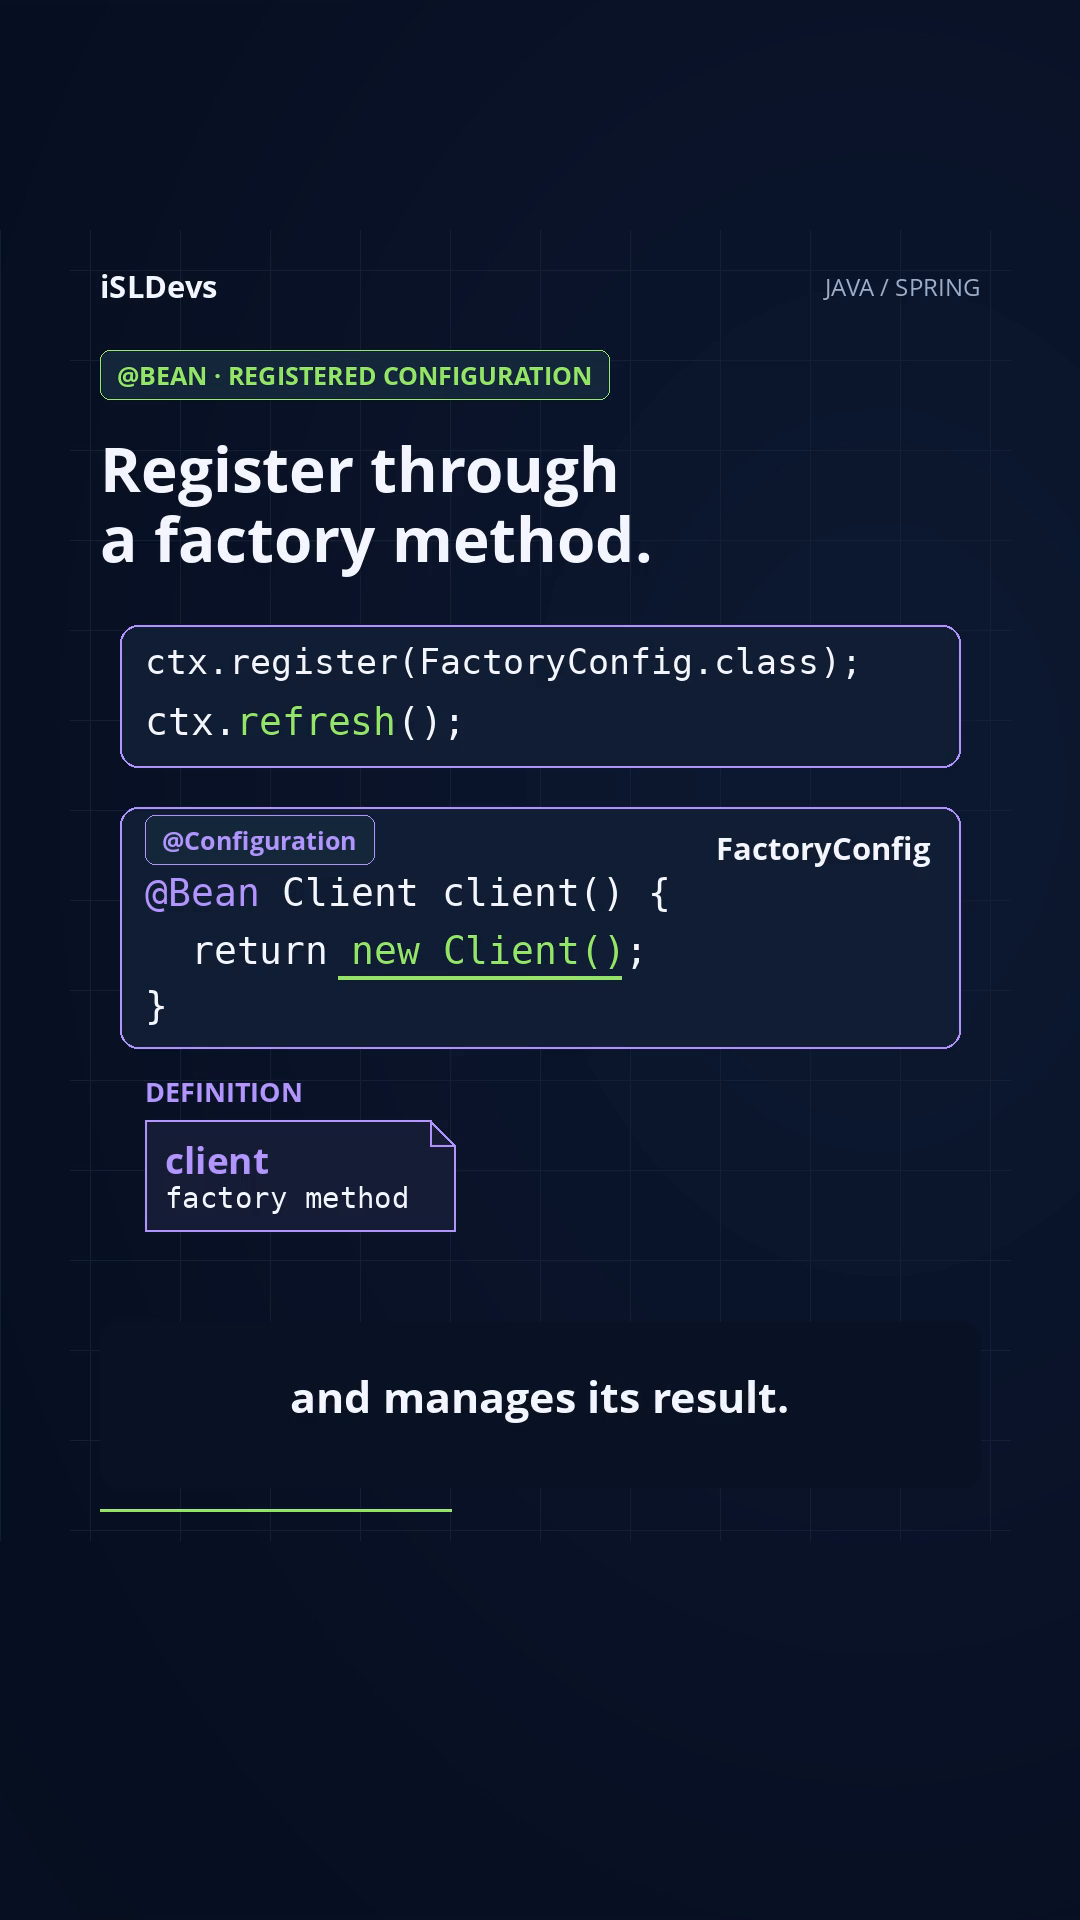 iSLDevs
JAVA / SPRING
@BEAN · REGISTERED CONFIGURATION
Register through
a factory method.
ctx.register(FactoryConfig.class);
ctx.refresh();
@Configuration
FactoryConfig
@Bean Client client() {
  return new Client();
}
DEFINITION
client
factory method
and manages its result.